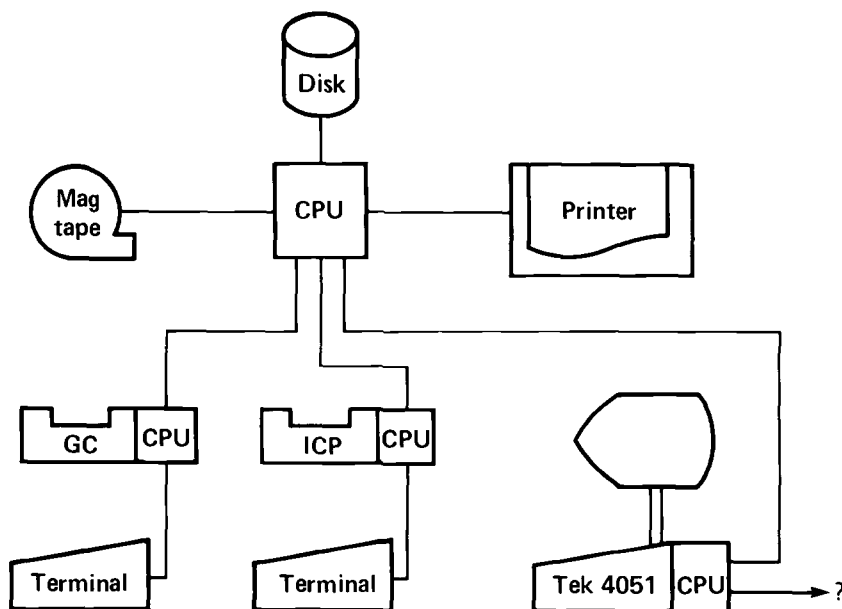 Disk
Mag
tape
CPU
Printer
GC
CPU
ICP
CPU
Terminal
Terminal
Tek 4051
CPU
?